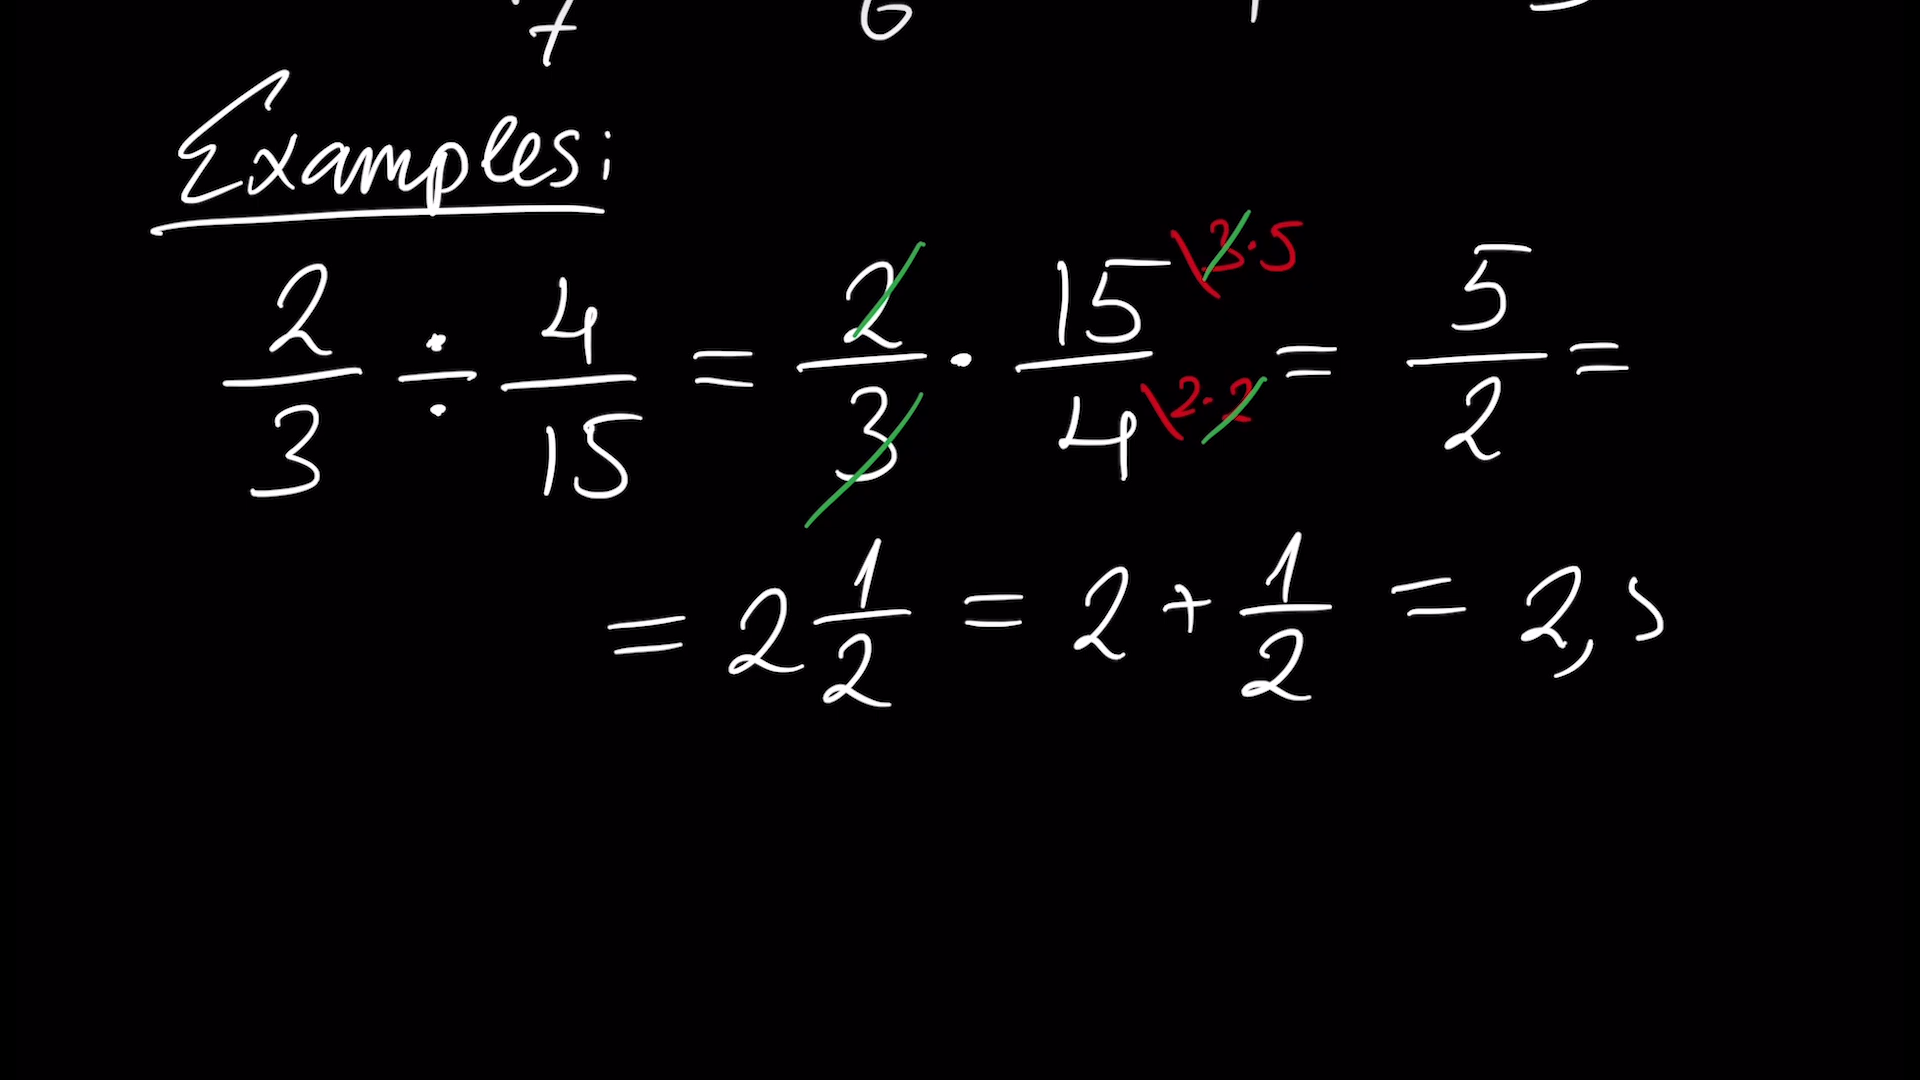 Examples:
2/3 ÷ 4/15 = 2/3 · 15/4 \3·5 \2·2 = 5/2 =
= 2 1/2 = 2 + 1/2 = 2,5